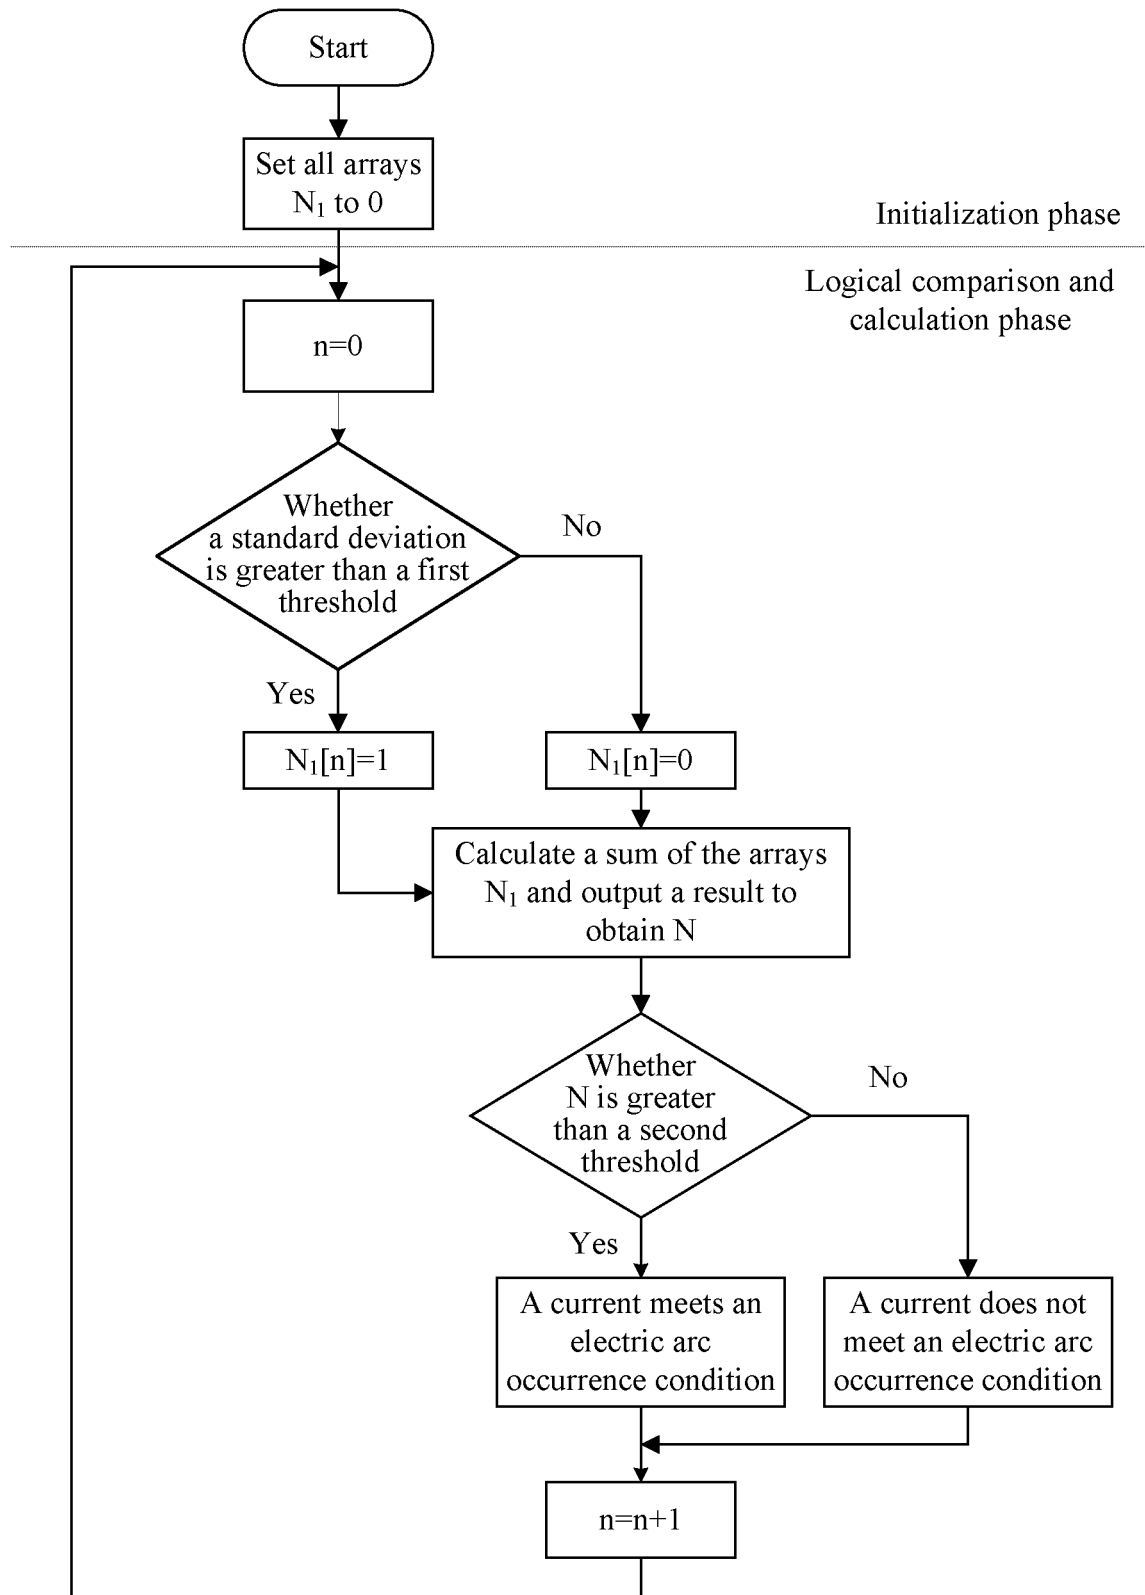 Start
Set all arrays
N₁ to 0
Initialization phase
Logical comparison and
calculation phase
n=0
Whether
a standard deviation
is greater than a first
threshold
No
Yes
N₁[n]=1
N₁[n]=0
Calculate a sum of the arrays
N₁ and output a result to
obtain N
Whether
N is greater
than a second
threshold
No
Yes
A current meets an
electric arc
occurrence condition
A current does not
meet an electric arc
occurrence condition
n=n+1